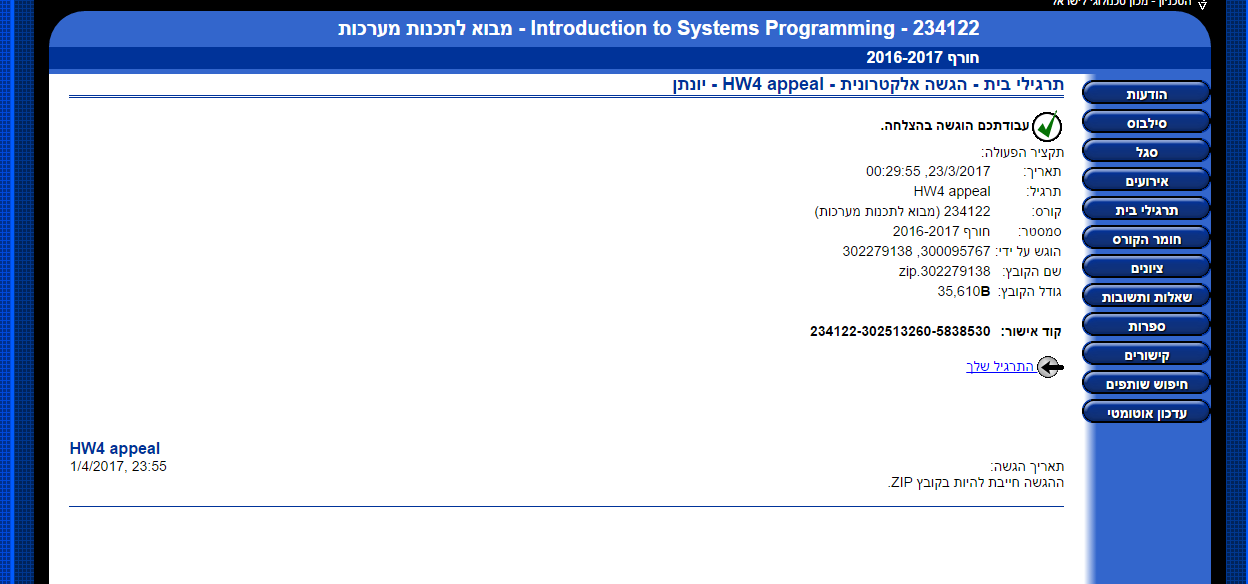 הטכניון - מכון טכנולוגי לישראל
234122 - Introduction to Systems Programming - מבוא לתכנות מערכות
חורף 2016-2017
הודעות
סילבוס
סגל
אירועים
תרגילי בית
חומר הקורס
ציונים
שאלות ותשובות
ספרות
קישורים
חיפוש שותפים
עדכון אוטומטי
תרגילי בית - הגשה אלקטרונית - HW4 appeal - יונתן
עבודתכם הוגשה בהצלחה.
תקציר הפעולה:
תאריך: 23/3/2017, 00:29:55
תרגיל: HW4 appeal
קורס: 234122 (מבוא לתכנות מערכות)
סמסטר: חורף 2016-2017
הוגש על ידי: 300095767, 302279138
שם הקובץ: 302279138.zip
גודל הקובץ: 35,610B
קוד אישור: 234122-302513260-5838530
התרגיל שלך
HW4 appeal
תאריך הגשה: 1/4/2017, 23:55
ההגשה חייבת להיות בקובץ ZIP.